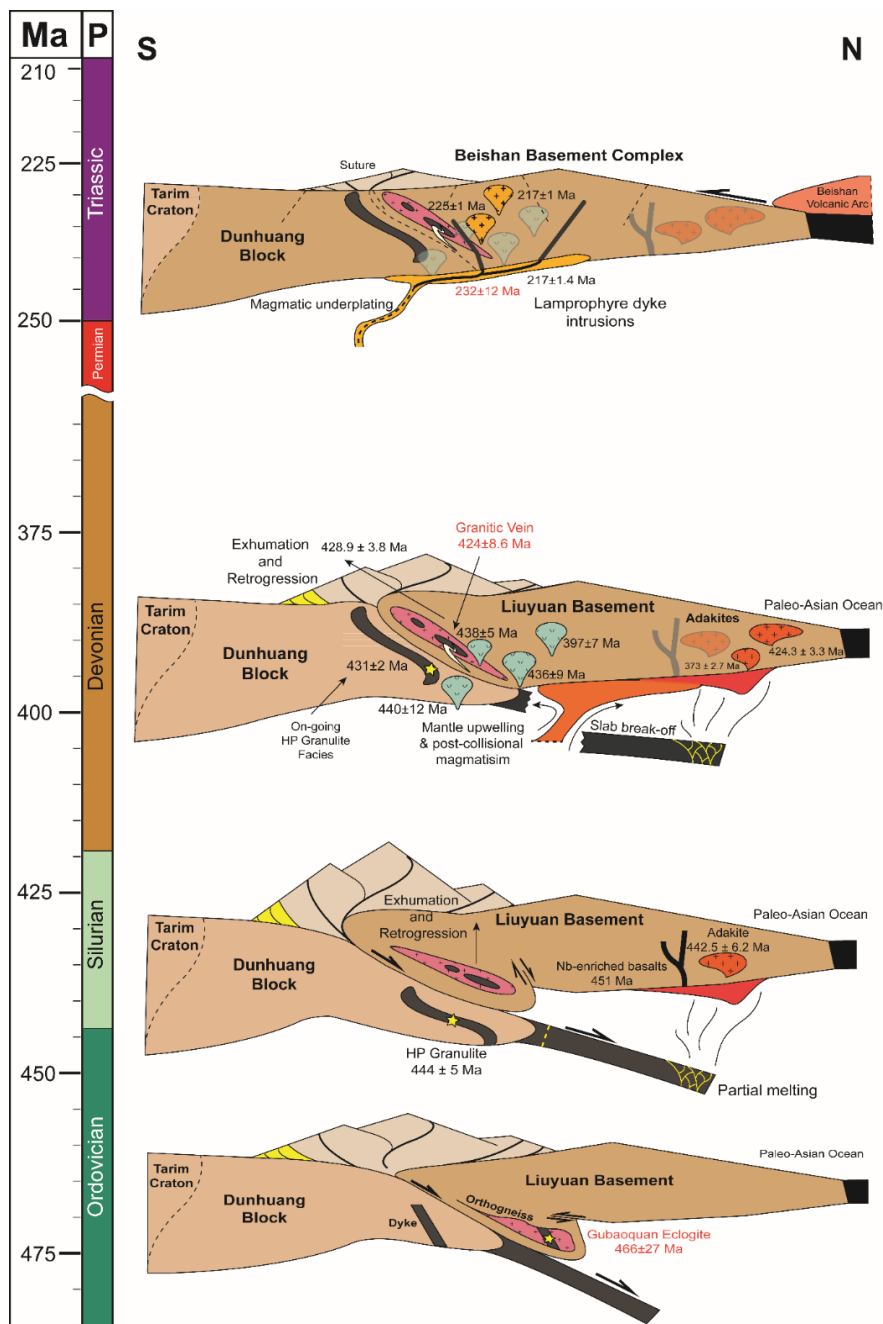 Ma P
S N
210
225
250
375
400
425
450
475
Triassic
Permian
Devonian
Silurian
Ordovician
Suture
Beishan Basement Complex
Tarim
Craton
Dunhuang
Block
225±1 Ma
217±1 Ma
Beishan
Volcanic Arc
Magmatic underplating
232±12 Ma
217±1.4 Ma
Lamprophyre dyke
intrusions
Exhumation
and
Retrogression
428.9 ± 3.8 Ma
Granitic Vein
424±8.6 Ma
Tarim
Craton
Liuyuan Basement
Adakites
Paleo-Asian Ocean
Dunhuang
Block
438±5 Ma
397±7 Ma
424.3 ± 3.3 Ma
373 ± 2.7 Ma
431±2 Ma
436±9 Ma
440±12 Ma
On-going
HP Granulite
Facies
Mantle upwelling
& post-collisional
magmatisim
Slab break-off
Exhumation
and
Retrogression
Liuyuan Basement
Paleo-Asian Ocean
Tarim
Craton
Dunhuang
Block
Adakite
442.5 ± 6.2 Ma
Nb-enriched basalts
451 Ma
HP Granulite
444 ± 5 Ma
Partial melting
Paleo-Asian Ocean
Tarim
Craton
Liuyuan Basement
Dunhuang
Block
Orthogneiss
Dyke
Gubaoquan Eclogite
466±27 Ma